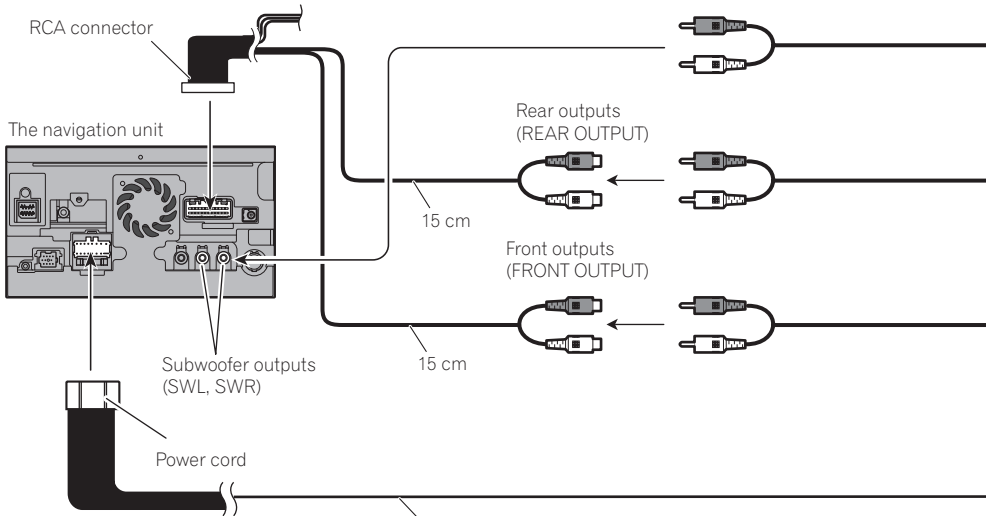 RCA connector
The navigation unit
Rear outputs
(REAR OUTPUT)
15 cm
Front outputs
(FRONT OUTPUT)
15 cm
Subwoofer outputs
(SWL, SWR)
Power cord